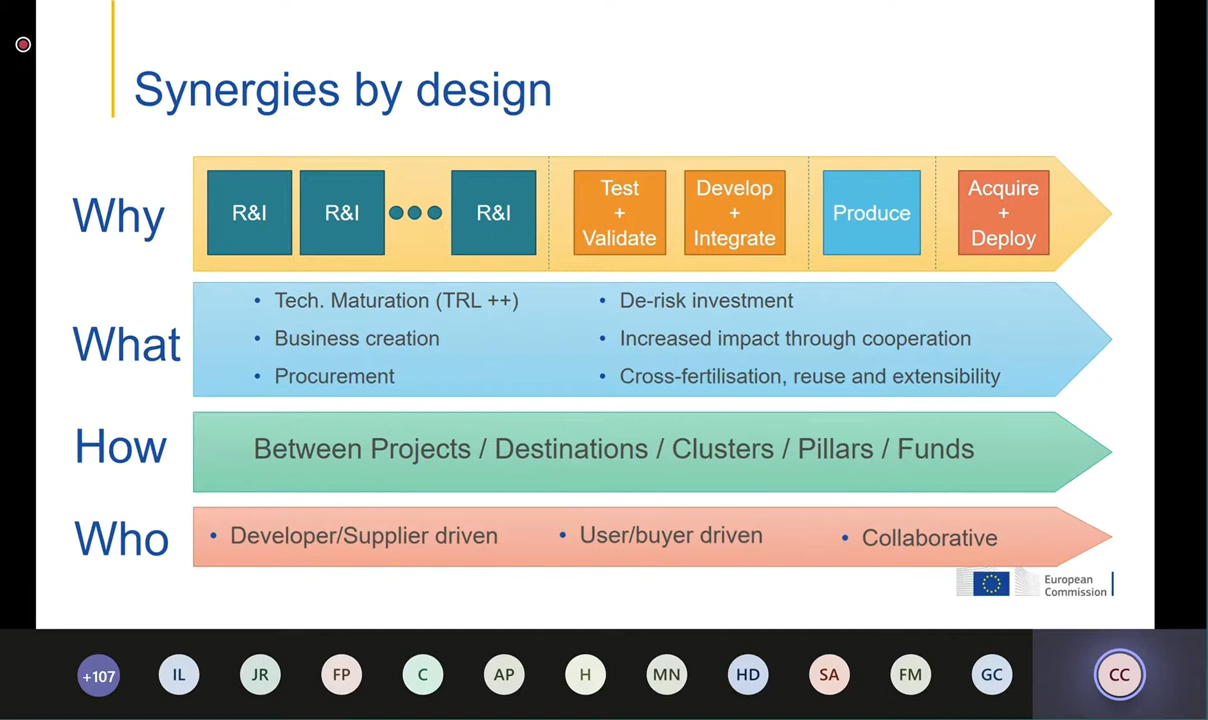 Synergies by design
Why
R&I
R&I
R&I
Test
+
Validate
Develop
+
Integrate
Produce
Acquire
+
Deploy
What
• Tech. Maturation (TRL ++)
• Business creation
• Procurement
• De-risk investment
• Increased impact through cooperation
• Cross-fertilisation, reuse and extensibility
How
Between Projects / Destinations / Clusters / Pillars / Funds
Who
• Developer/Supplier driven
• User/buyer driven
• Collaborative
European
Commission
+107
IL
JR
FP
C
AP
H
MN
HD
SA
FM
GC
CC